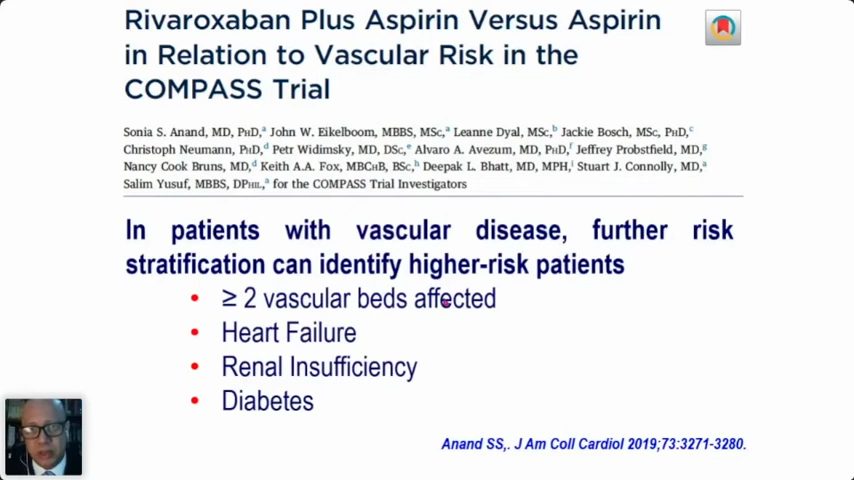 Rivaroxaban Plus Aspirin Versus Aspirin
in Relation to Vascular Risk in the
COMPASS Trial
Sonia S. Anand, MD, PhD,a John W. Eikelboom, MBBS, MSc,a Leanne Dyal, MSc,b Jackie Bosch, MSc, PhD,c
Christoph Neumann, PhD,d Petr Widimsky, MD, DSc,e Alvaro A. Avezum, MD, PhD,f Jeffrey Probstfield, MD,g
Nancy Cook Bruns, MD,d Keith A.A. Fox, MBChB, BSc,h Deepak L. Bhatt, MD, MPH,i Stuart J. Connolly, MD,a
Salim Yusuf, MBBS, DPhil,a for the COMPASS Trial Investigators
In patients with vascular disease, further risk
stratification can identify higher-risk patients
• ≥ 2 vascular beds affected
• Heart Failure
• Renal Insufficiency
• Diabetes
Anand SS,. J Am Coll Cardiol 2019;73:3271-3280.